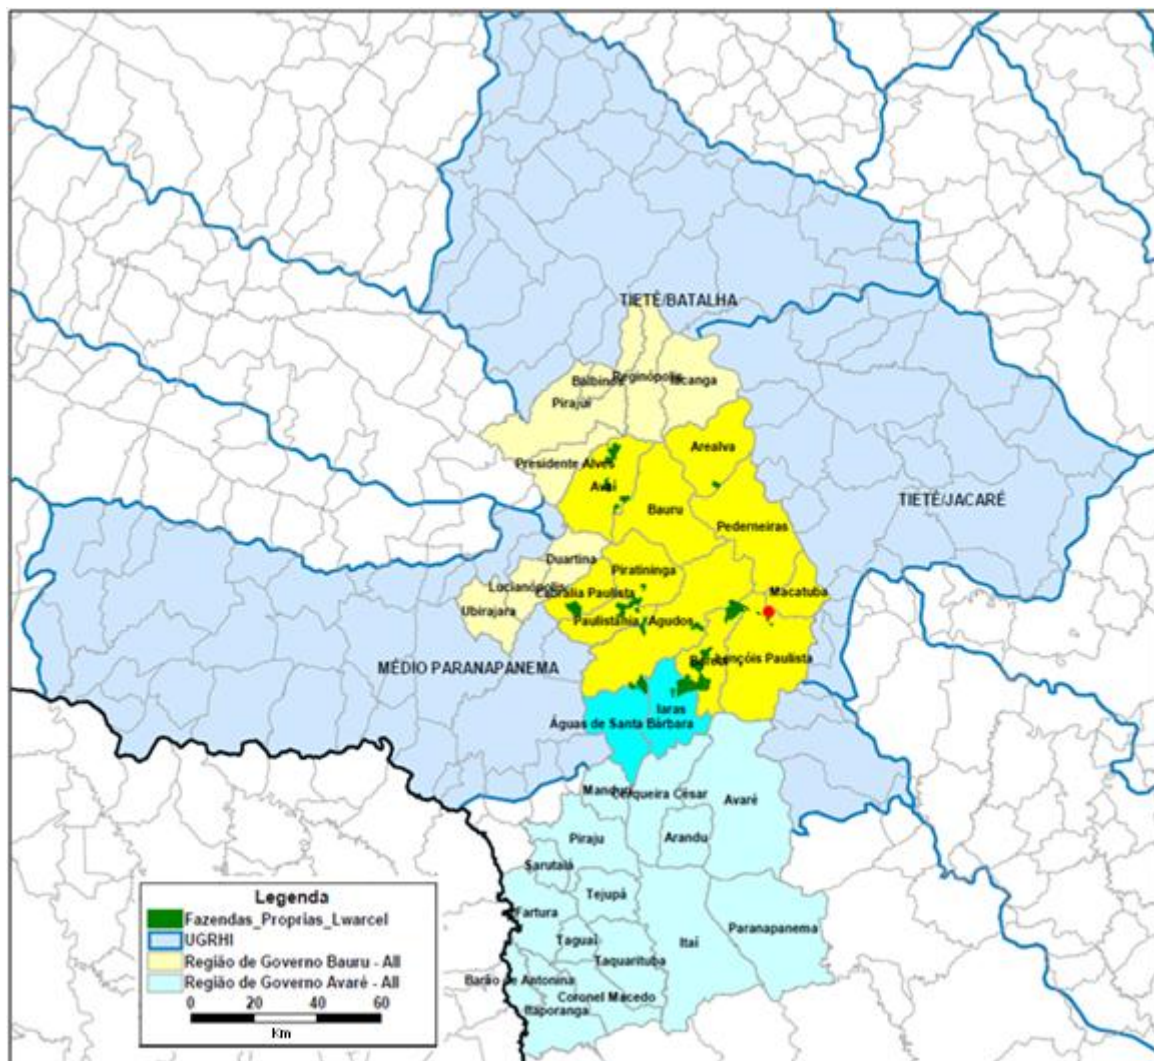 TIETÊ/BATALHA
Reginópolis
Balbinos
Iacanga
Pirajuí
Arealva
Presidente Alves
Avaí
TIETÊ/JACARÉ
Bauru
Pederneiras
Duartina
Piratininga
Lucianópolis
Cabrália Paulista
Macatuba
Ubirajara
Paulistânia
Agudos
Borebi
Lençóis Paulista
MÉDIO PARANAPANEMA
Iaras
Águas de Santa Bárbara
Manduri
Cerqueira César
Avaré
Piraju
Arandu
Sarutaiá
Tejupá
Fartura
Paranapanema
Taguaí
Itaí
Taquarituba
Barão de Antonina
Coronel Macedo
Itaporanga
Legenda
Fazendas_Proprias_Lwarcel
UGRHI
Região de Governo Bauru - AII
Região de Governo Avaré - AII
0 20 40 60
Km